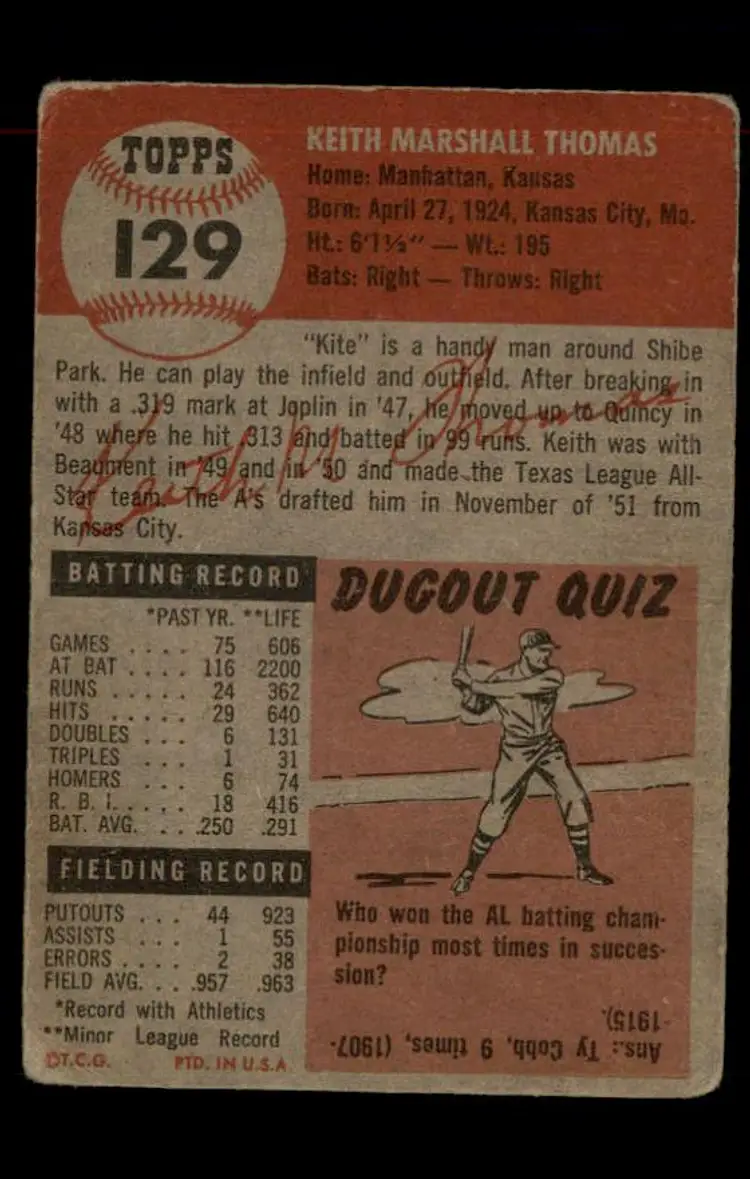 TOPPS
129
KEITH MARSHALL THOMAS
Home: Manhattan, Kansas
Born: April 27, 1924, Kansas City, Mo.
Ht.: 6'1½" — Wt.: 195
Bats: Right — Throws: Right
"Kite" is a handy man around Shibe
Park. He can play the infield and outfield. After breaking in
with a .319 mark at Joplin in '47, he moved up to Quincy in
'48 where he hit .313 and batted in 99 runs. Keith was with
Beaumont in '49 and in '50 and made the Texas League All-
Star team. The A's drafted him in November of '51 from
Kansas City.
Keith M Thomas
BATTING RECORD
*PAST YR. **LIFE
GAMES .... 75 606
AT BAT .... 116 2200
RUNS ..... 24 362
HITS ..... 29 640
DOUBLES ... 6 131
TRIPLES ... 1 31
HOMERS ... 6 74
R. B. I. .... 18 416
BAT. AVG. ... .250 .291
FIELDING RECORD
PUTOUTS ... 44 923
ASSISTS ... 1 55
ERRORS .... 2 38
FIELD AVG. ... .957 .963
*Record with Athletics
**Minor League Record
©T.C.G. PTD. IN U.S.A
DUGOUT QUIZ
Who won the AL batting cham-
pionship most times in succes-
sion?
Ans.: Ty Cobb, 9 times, (1907-
1915).